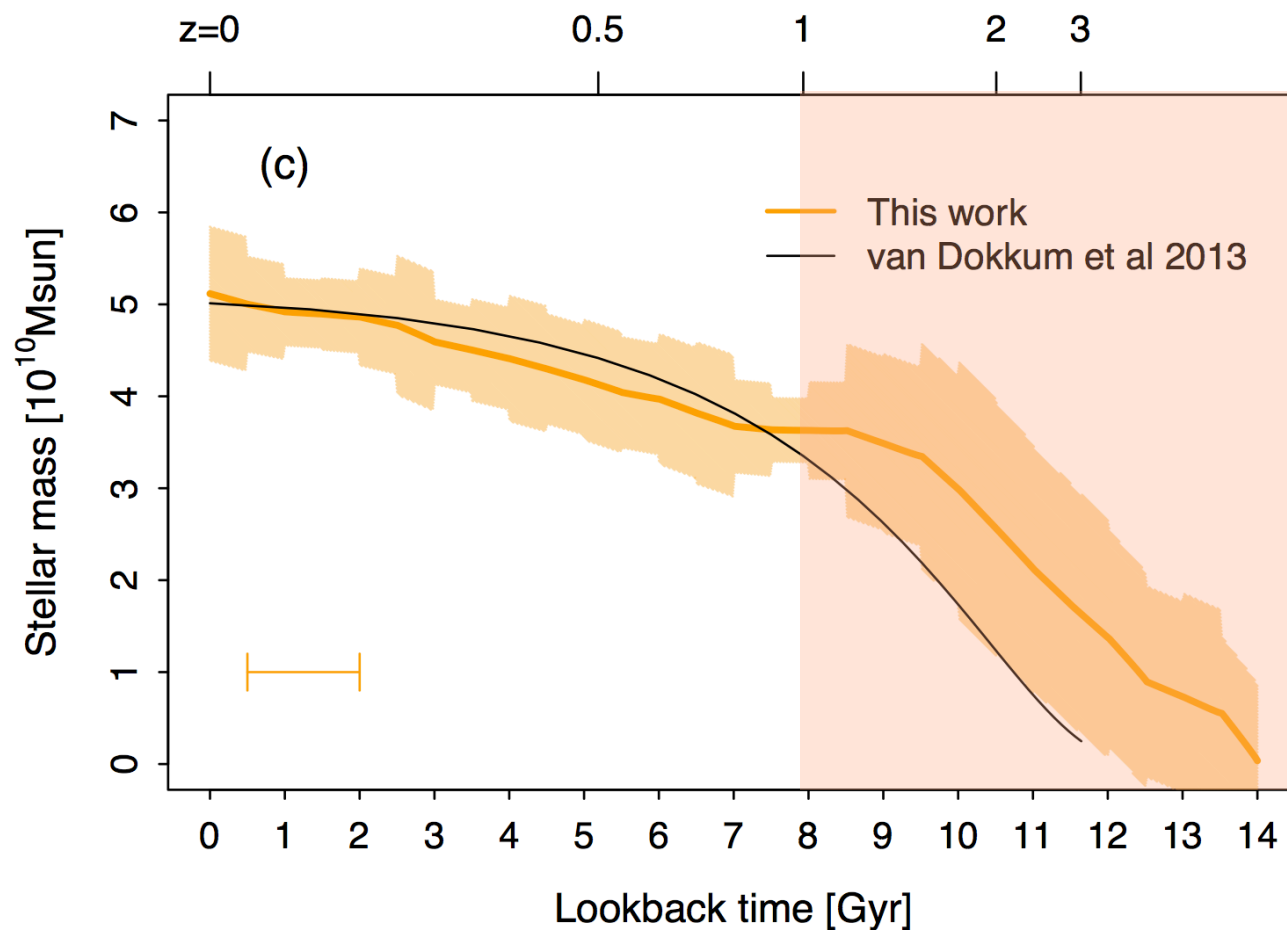 z=0 0.5 1 2 3
(c)
This work
van Dokkum et al 2013
7
6
5
4
3
2
1
0
Stellar mass [10¹⁰Msun]
0 1 2 3 4 5 6 7 8 9 10 11 12 13 14
Lookback time [Gyr]